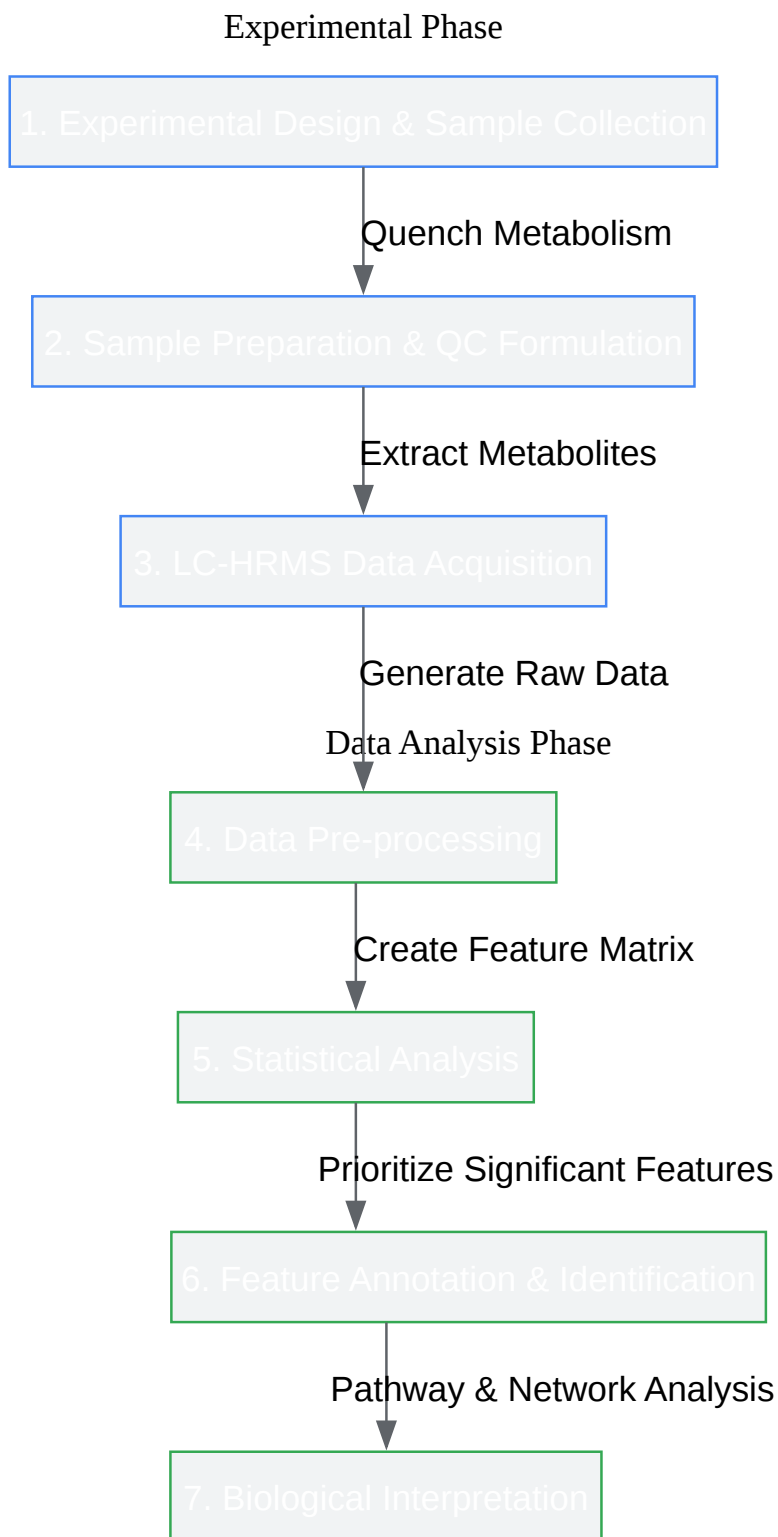 Experimental Phase
1. Experimental Design & Sample Collection
Quench Metabolism
2. Sample Preparation & QC Formulation
Extract Metabolites
3. LC-HRMS Data Acquisition
Generate Raw Data
Data Analysis Phase
4. Data Pre-processing
Create Feature Matrix
5. Statistical Analysis
Prioritize Significant Features
6. Feature Annotation & Identification
Pathway & Network Analysis
7. Biological Interpretation